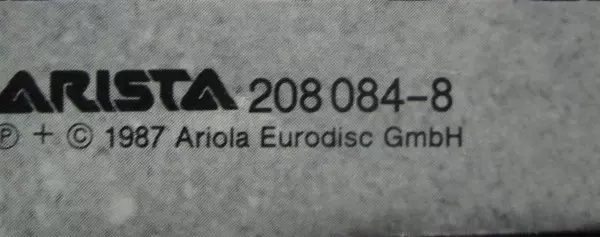 ARISTA 208 084-8
℗ + © 1987 Ariola Eurodisc GmbH